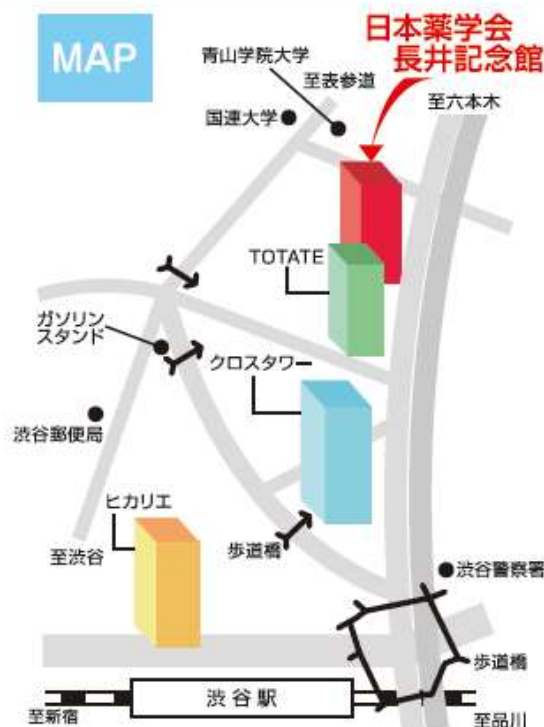 MAP
日本薬学会
長井記念館
青山学院大学
至表参道
至六本木
国連大学
TOTATE
ガソリン
スタンド
クロスタワー
渋谷郵便局
ヒカリエ
至渋谷
歩道橋
渋谷警察署
歩道橋
渋谷駅
至新宿
至品川